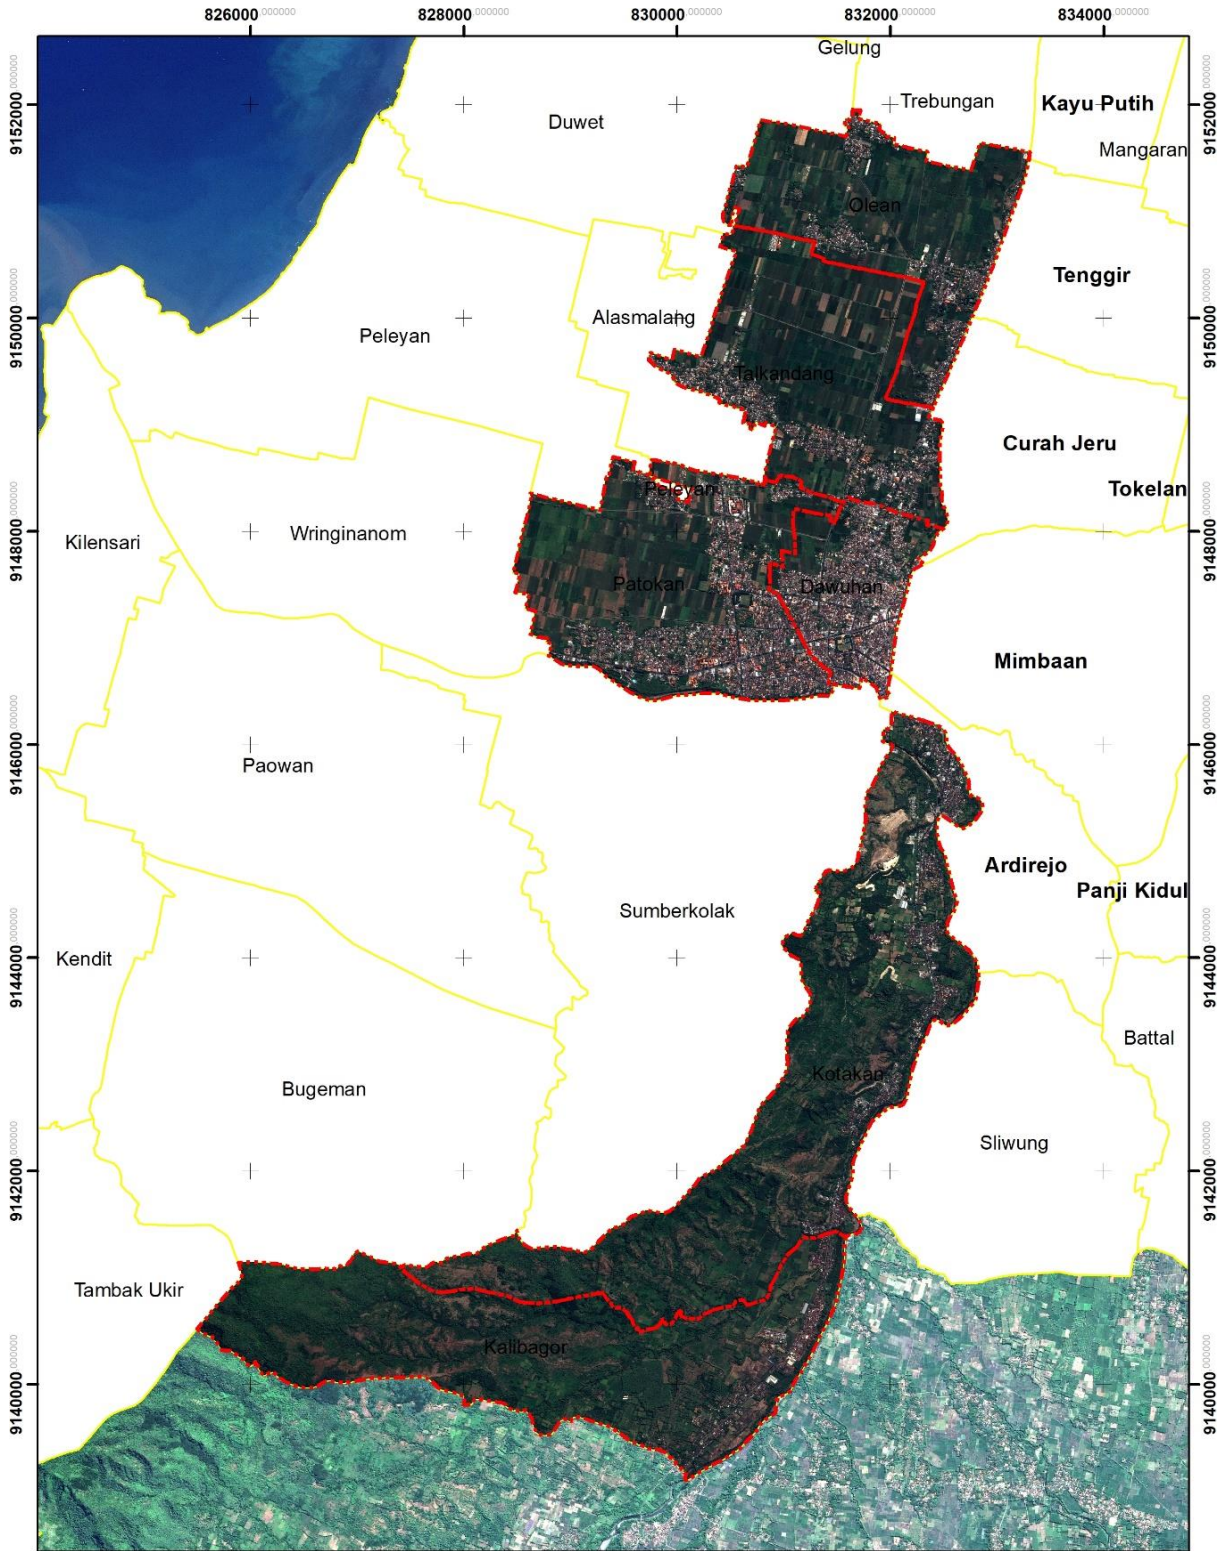 826000.000000 828000.000000 830000.000000 832000.000000 834000.000000
Gelung
9152000.000000
Trebungan
Kayu Putih
9152000.000000
Duwet
Mangaran
Olean
Tenggir
9150000.000000
Alasmalang
9150000.000000
Peleyan
Talkandang
Curah Jeru
Peleyan
Tokelan
9148000.000000
Wringinanom
9148000.000000
Kilensari
Patokan
Dawuhan
Mimbaan
9146000.000000
9146000.000000
Paowan
Ardirejo
Panji Kidul
Sumberkolak
9144000.000000
Kendit
9144000.000000
Battal
Kotakan
Bugeman
Sliwung
9142000.000000
9142000.000000
Tambak Ukir
Kalibagor
9140000.000000
9140000.000000